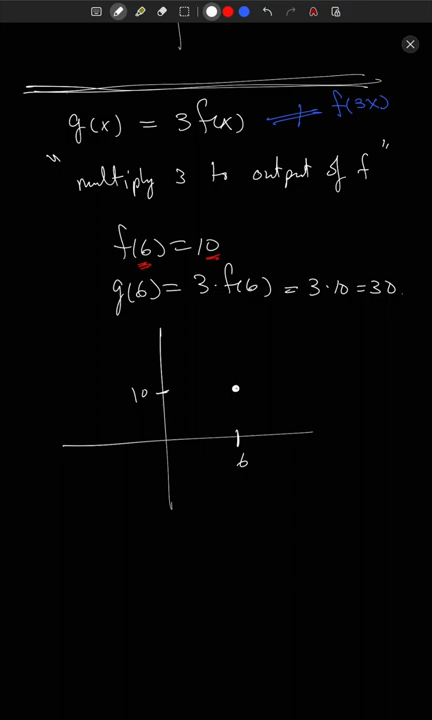 g(x) = 3f(x) ≠ f(3x)
" multiply 3 to output of f "
f(6) = 10
g(6) = 3 · f(6) = 3 · 10 = 30.
10
6